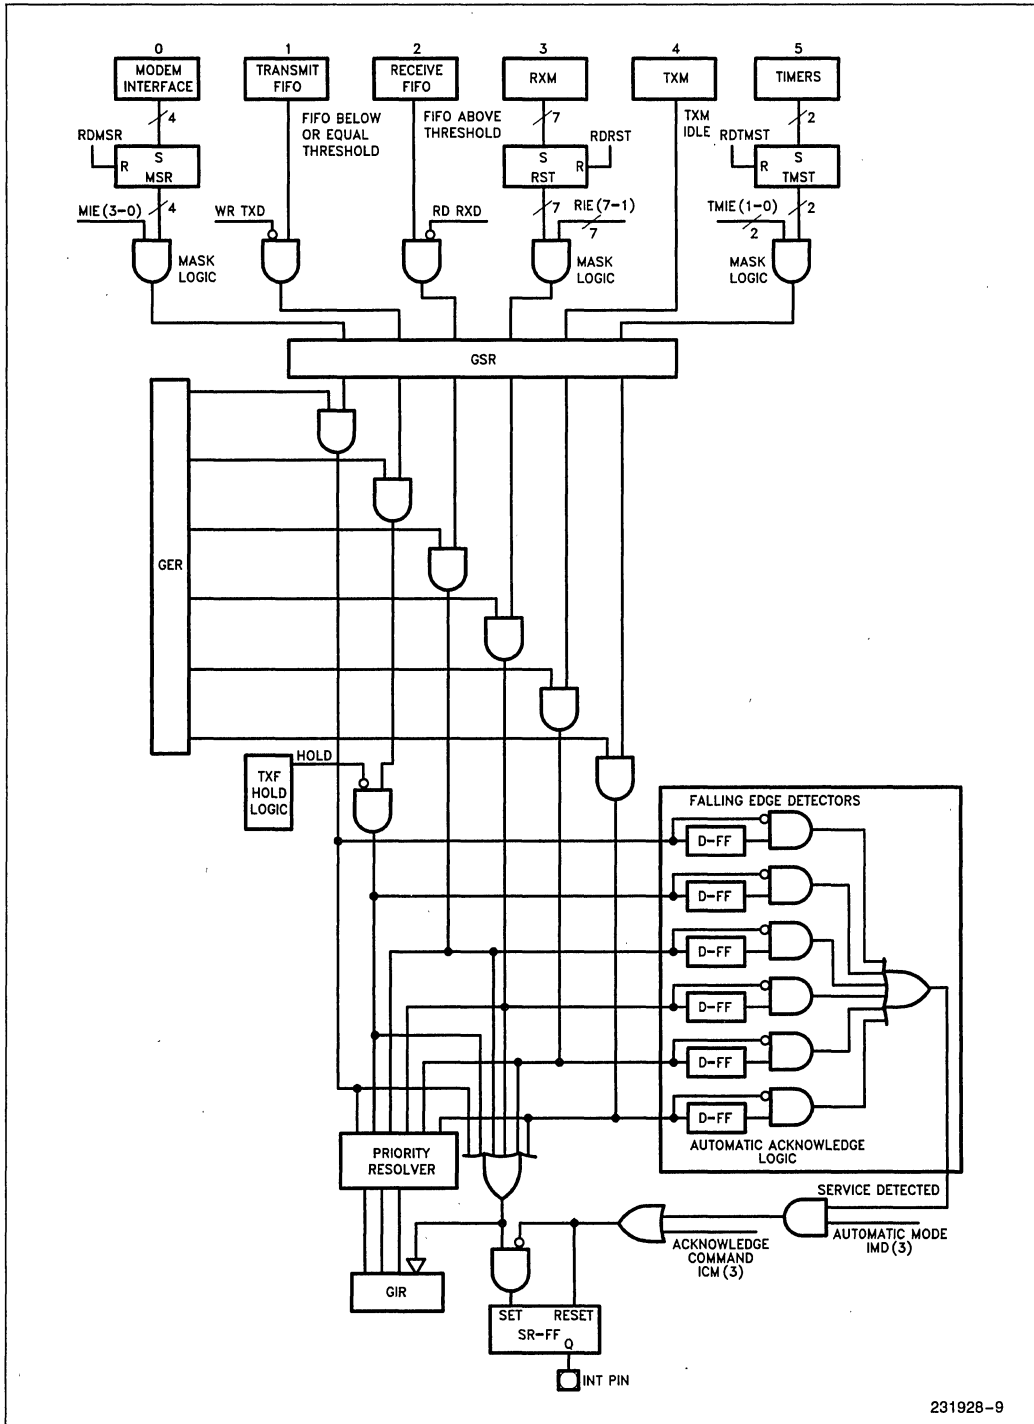 0 1 2 3 4 5
MODEM
INTERFACE
TRANSMIT
FIFO
RECEIVE
FIFO
RXM
TXM
TIMERS
4
FIFO BELOW
OR EQUAL
THRESHOLD
FIFO ABOVE
THRESHOLD
7
TXM
IDLE
2
RDMSR
R
S
MSR
S
RST
R
RDRST
RDTMST
R
S
TMST
MIE(3-0)
4
WR TXD
RD RXD
7
RIE(7-1)
7
TMIE(1-0)
2
2
MASK
LOGIC
MASK
LOGIC
MASK
LOGIC
GSR
GER
TXF
HOLD
LOGIC
HOLD
FALLING EDGE DETECTORS
D-FF
D-FF
D-FF
D-FF
D-FF
D-FF
AUTOMATIC ACKNOWLEDGE
LOGIC
PRIORITY
RESOLVER
SERVICE DETECTED
AUTOMATIC MODE
IMD(3)
ACKNOWLEDGE
COMMAND
ICM(3)
GIR
SET RESET
SR-FF
Q
INT PIN
231928-9